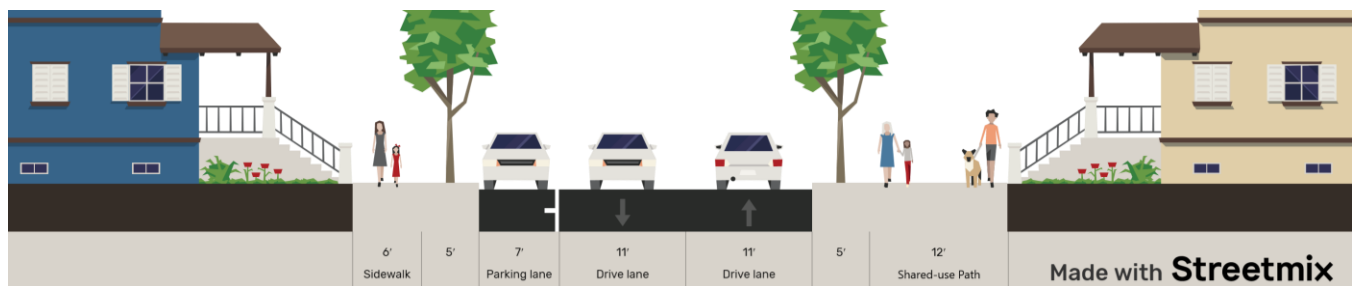 6′
Sidewalk
5′
7′
Parking lane
11′
Drive lane
11′
Drive lane
5′
12′
Shared-use Path
Made with Streetmix